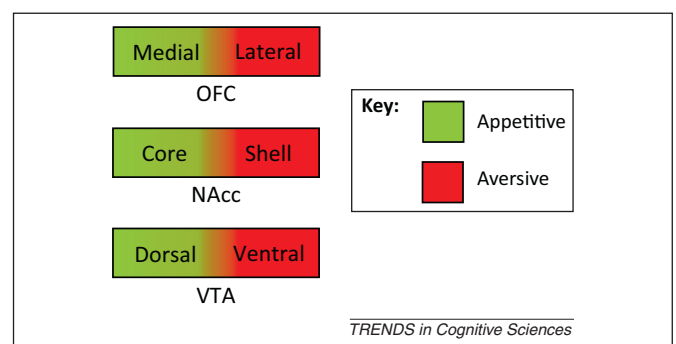 Medial Lateral
OFC
Core Shell
NAcc
Dorsal Ventral
VTA
Key:
Appetitive
Aversive
TRENDS in Cognitive Sciences